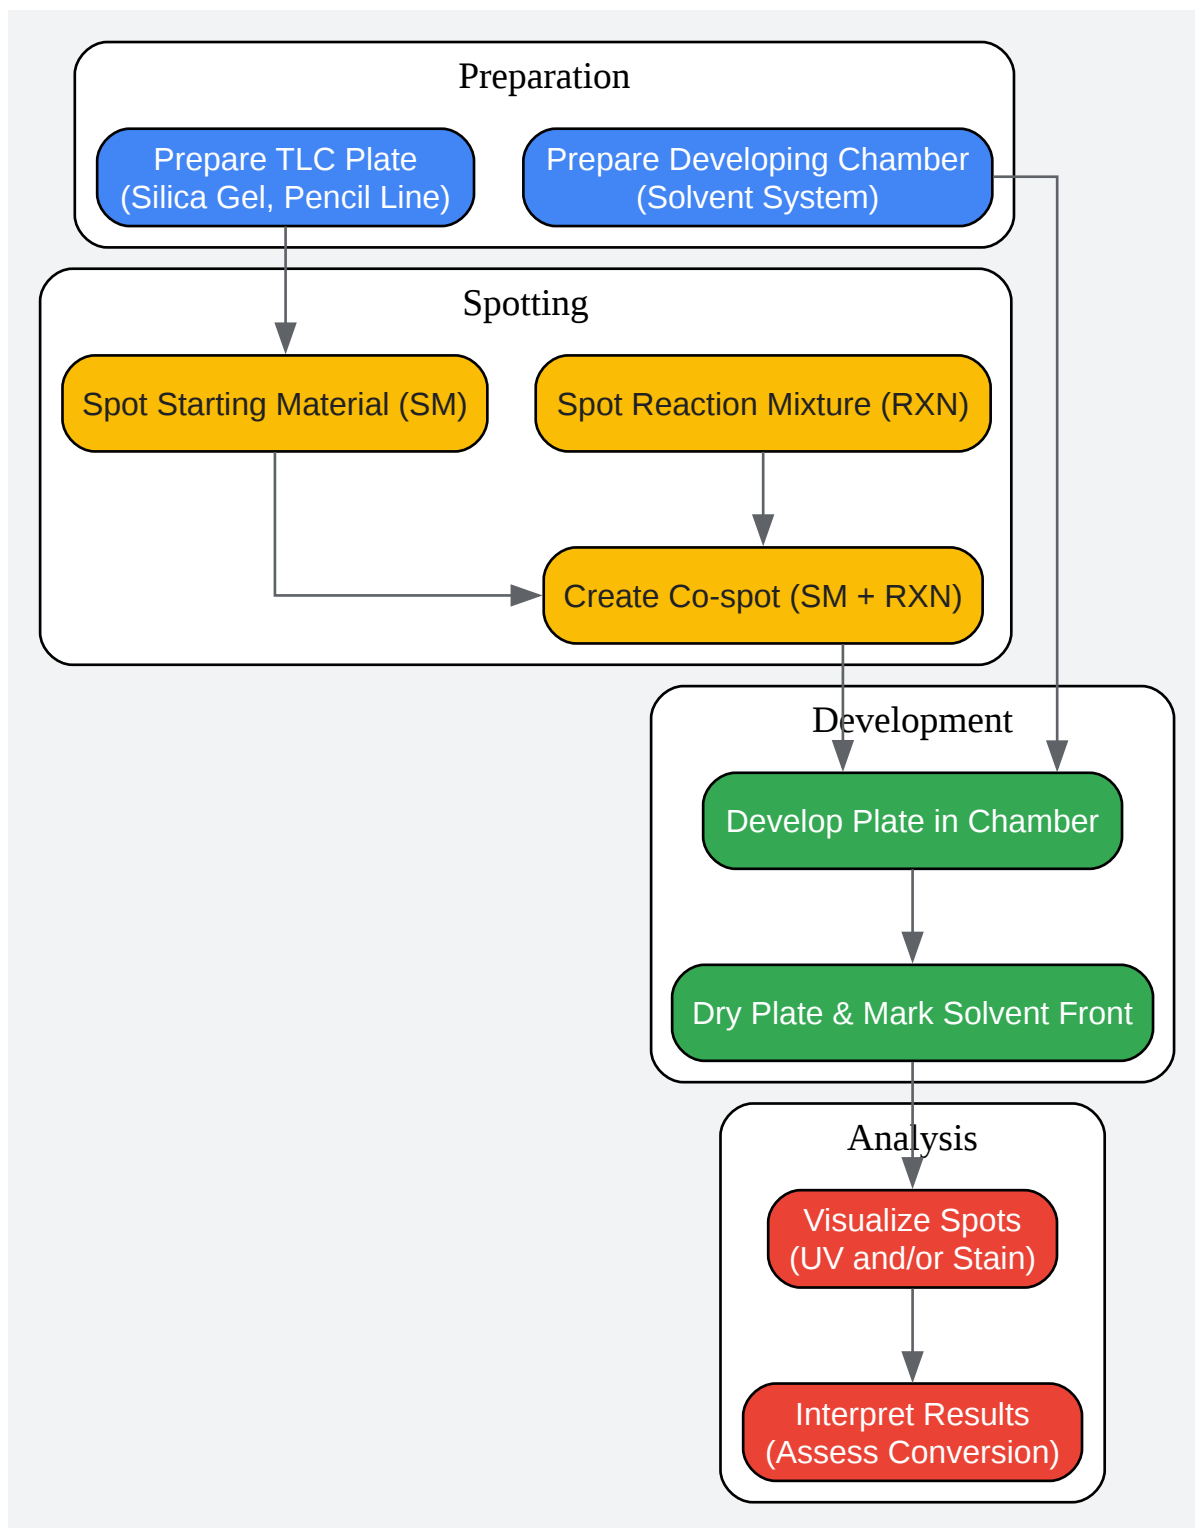 Preparation
Prepare TLC Plate
(Silica Gel, Pencil Line)
Prepare Developing Chamber
(Solvent System)
Spotting
Spot Starting Material (SM)
Spot Reaction Mixture (RXN)
Create Co-spot (SM + RXN)
Development
Develop Plate in Chamber
Dry Plate & Mark Solvent Front
Analysis
Visualize Spots
(UV and/or Stain)
Interpret Results
(Assess Conversion)